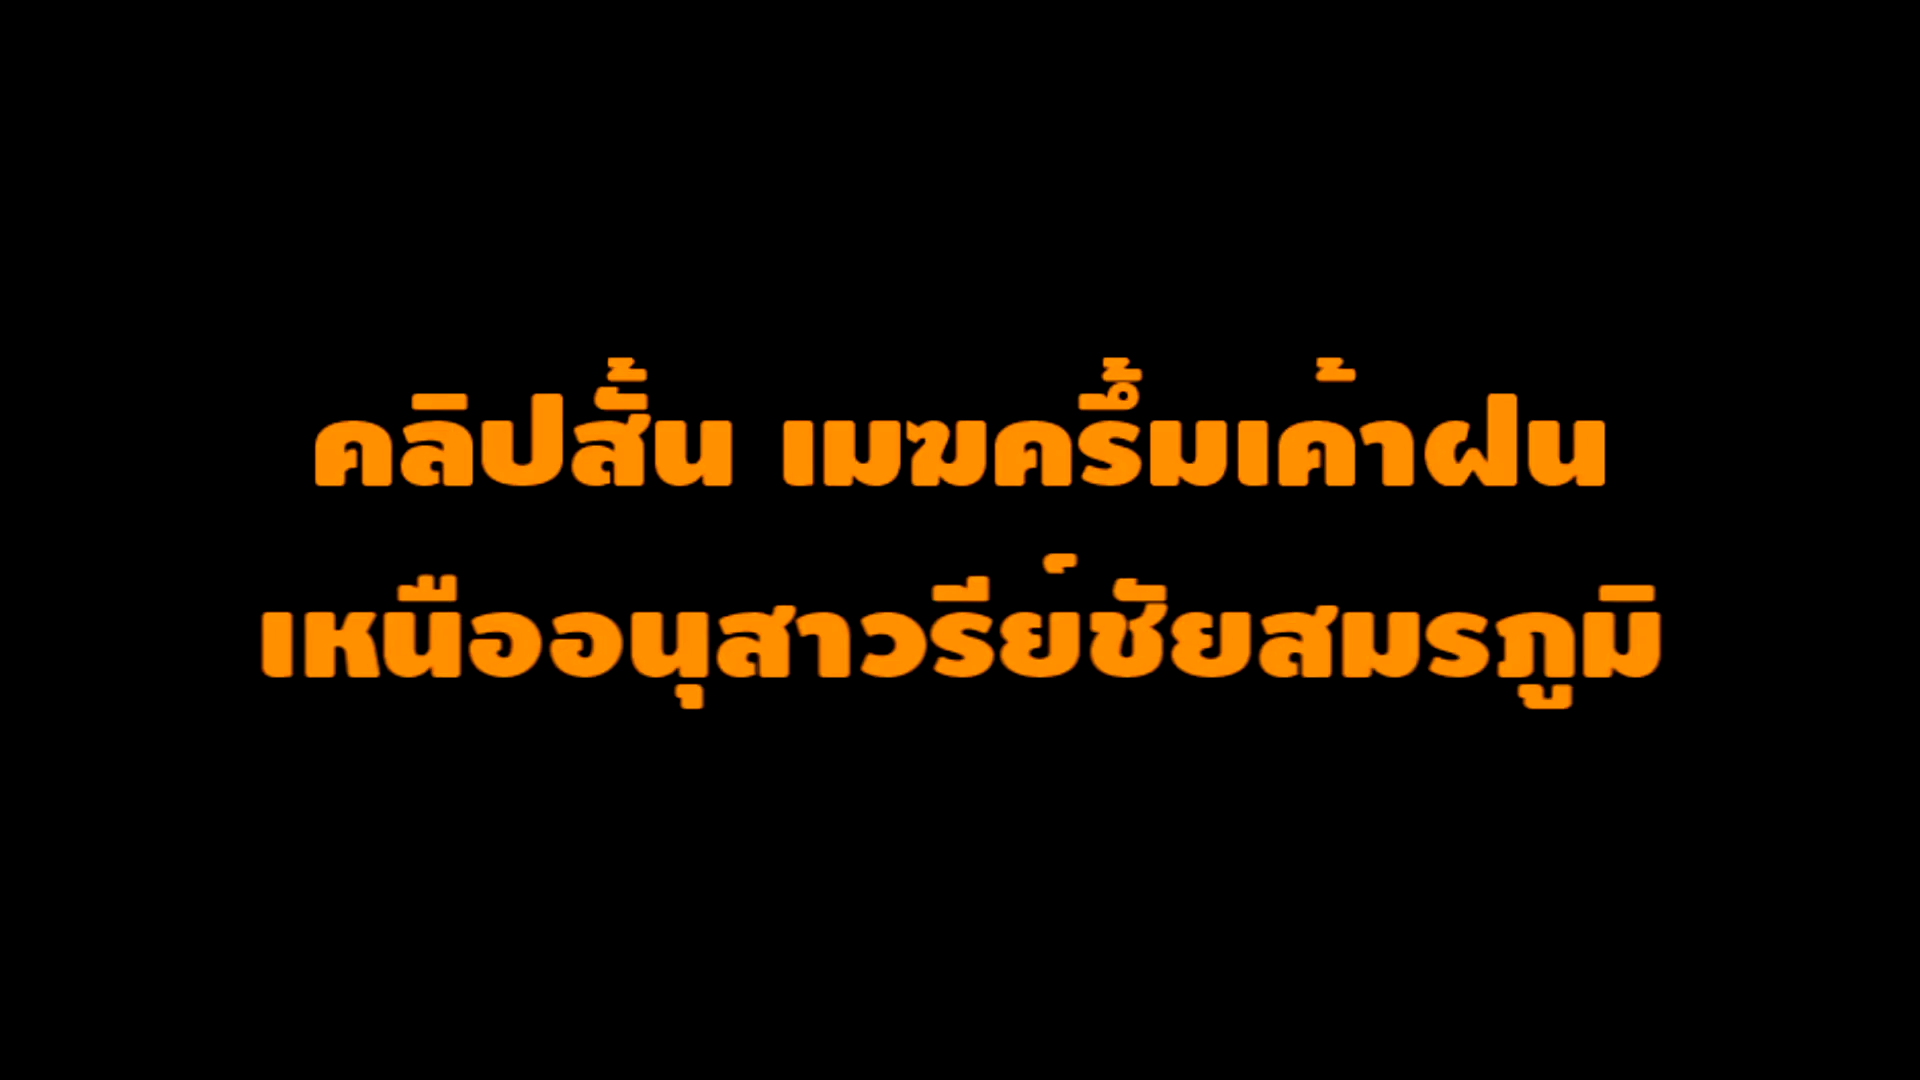 คลิปสั้น เมฆครึ้มเค้าฝน
เหนืออนุสาวรีย์ชัยสมรภูมิ